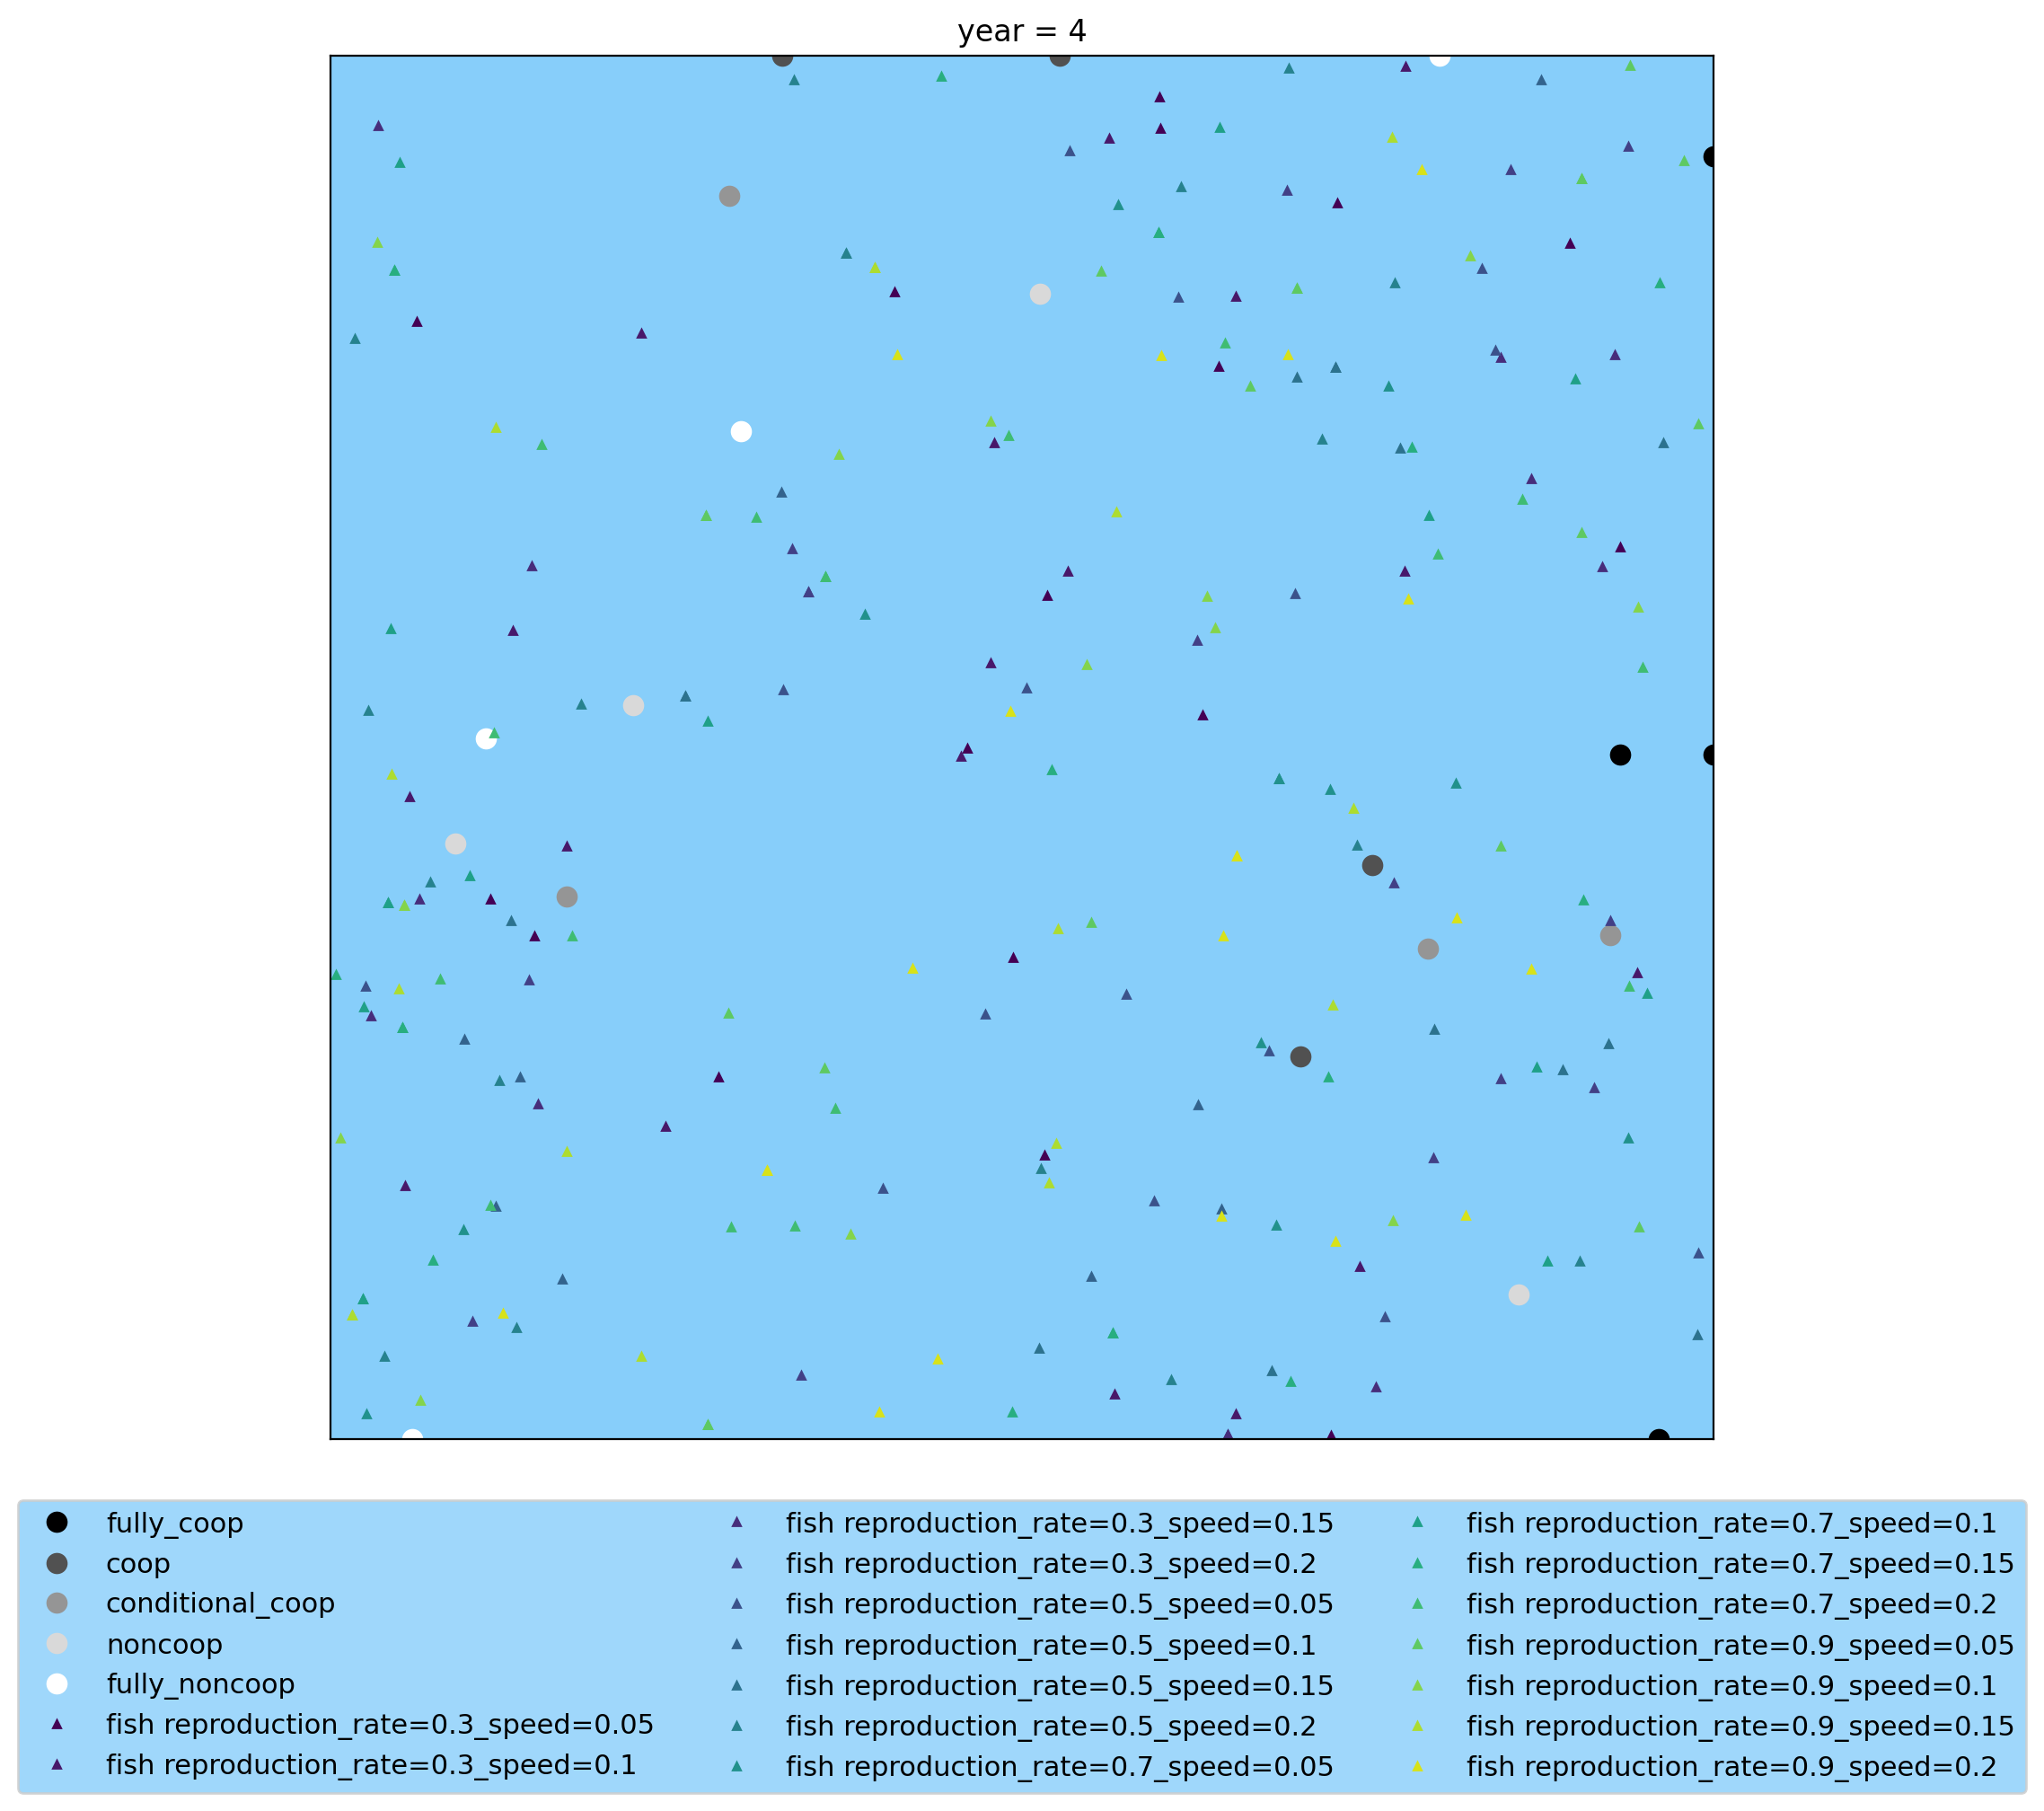 year = 4
fully_coop
coop
conditional_coop
noncoop
fully_noncoop
fish reproduction_rate=0.3_speed=0.05
fish reproduction_rate=0.3_speed=0.1
fish reproduction_rate=0.3_speed=0.15
fish reproduction_rate=0.3_speed=0.2
fish reproduction_rate=0.5_speed=0.05
fish reproduction_rate=0.5_speed=0.1
fish reproduction_rate=0.5_speed=0.15
fish reproduction_rate=0.5_speed=0.2
fish reproduction_rate=0.7_speed=0.05
fish reproduction_rate=0.7_speed=0.1
fish reproduction_rate=0.7_speed=0.15
fish reproduction_rate=0.7_speed=0.2
fish reproduction_rate=0.9_speed=0.05
fish reproduction_rate=0.9_speed=0.1
fish reproduction_rate=0.9_speed=0.15
fish reproduction_rate=0.9_speed=0.2